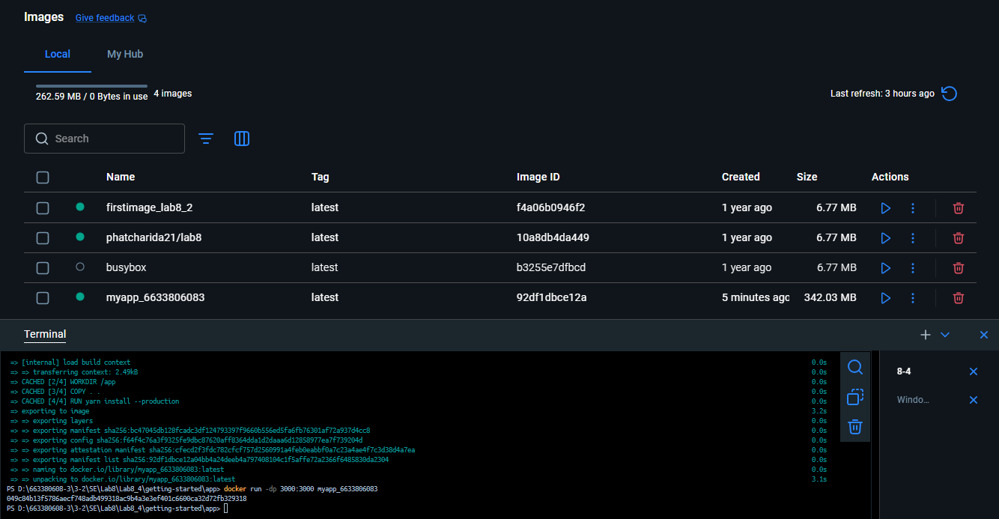 Images Give feedback
Local My Hub
262.59 MB / 0 Bytes in use 4 images Last refresh: 3 hours ago
Search
Name Tag Image ID Created Size Actions
firstimage_lab8_2 latest f4a06b0946f2 1 year ago 6.77 MB
phatcharida21/lab8 latest 10a8db4da449 1 year ago 6.77 MB
busybox latest b3255e7dfbcd 1 year ago 6.77 MB
myapp_6633806083 latest 92df1dbce12a 5 minutes ago 342.03 MB
Terminal
=> [internal] load build context 0.0s
=> => transferring context: 2.49kB 0.0s
=> CACHED [2/4] WORKDIR /app 0.0s
=> CACHED [3/4] COPY . . 0.0s
=> CACHED [4/4] RUN yarn install --production 0.0s
=> exporting to image 3.2s
=> => exporting layers 0.0s
=> => exporting manifest sha256:bc47045db128fcadc3df124793397f9660b556ed5fa6fb76301af72a937d4cc8 0.0s
=> => exporting config sha256:f64f4c76a3f9325fe9dbc87620aff8364dda1d2daaa6d12858977ea7f739204d 0.0s
=> => exporting attestation manifest sha256:cfecd2f3fdc782cfcf757d2560991a4feb0eabbf0a7c23a4ae4f7c3d38d4a7ea 0.0s
=> => exporting manifest list sha256:92df1dbce12a04bb4a24deeb4a797408104c1f5affe72a2366f6485830da2304 0.0s
=> => naming to docker.io/library/myapp_6633806083:latest 0.0s
=> => unpacking to docker.io/library/myapp_6633806083:latest 3.1s
PS D:\663380608-3\3-2\SE\Lab8\Lab8_4\getting-started\app> docker run -dp 3000:3000 myapp_6633806083
049c84b13f5786aecf748adb499318ac9b4a3e3ef401c6600ca32d72fb329318
PS D:\663380608-3\3-2\SE\Lab8\Lab8_4\getting-started\app>
8-4
Windo...